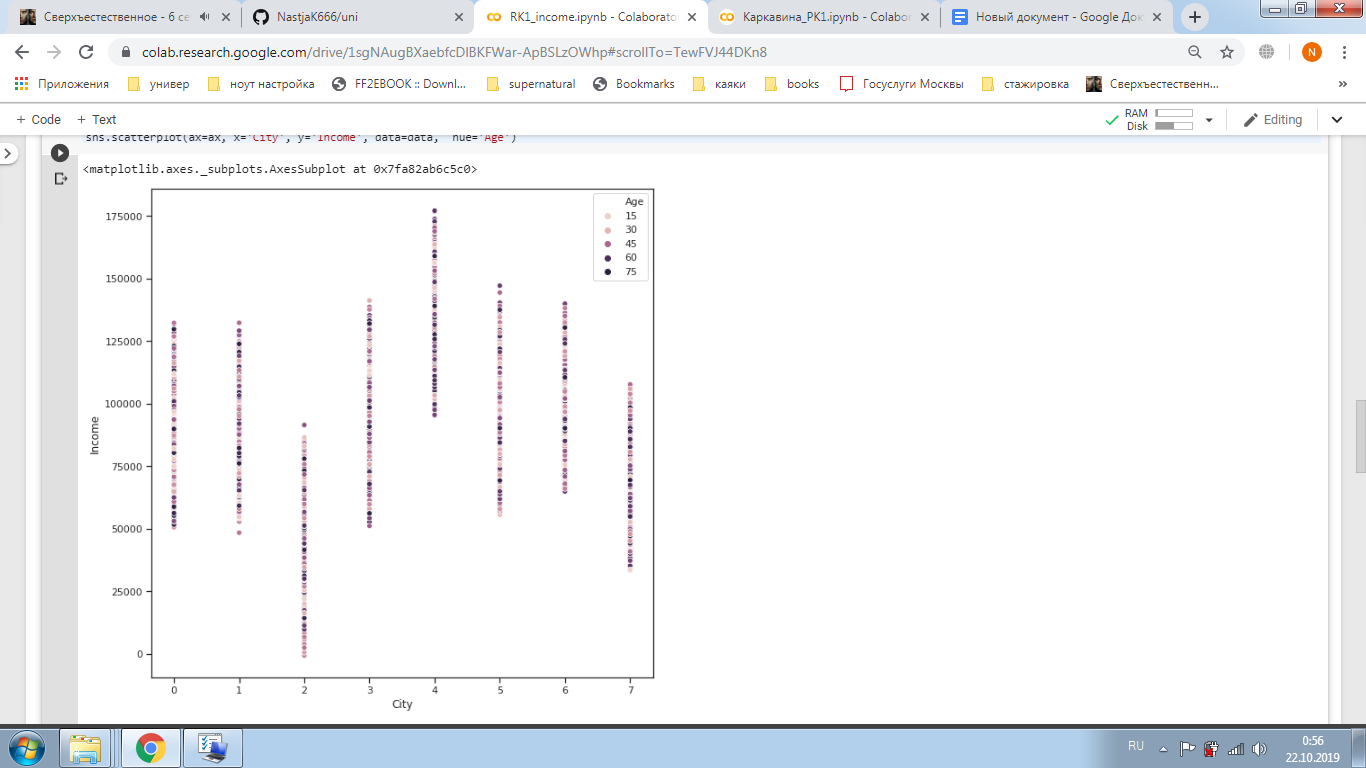 Сверхъестественное - 6 се
NastjaK666/uni
RK1_income.ipynb - Colaborato
Каркавина_РК1.ipynb - Colabor
Новый документ - Google Док
colab.research.google.com/drive/1sgNAugBXaebfcDlBKFWar-ApBSLzOWhp#scrollTo=TewFVJ44DKn8
N
Приложения
универ
ноут настройка
FF2EBOOK :: Downl...
supernatural
Bookmarks
каяки
books
Госуслуги Москвы
стажировка
Сверхъестественн...
»
+ Code
+ Text
RAM
Disk
Editing
sns.scatterplot(ax=ax, x='City', y='Income', data=data, hue='Age')
<matplotlib.axes._subplots.AxesSubplot at 0x7fa82ab6c5c0>
Age
15
30
45
60
75
175000
150000
125000
100000
75000
50000
25000
0
Income
0 1 2 3 4 5 6 7
City
RU
0:56
22.10.2019